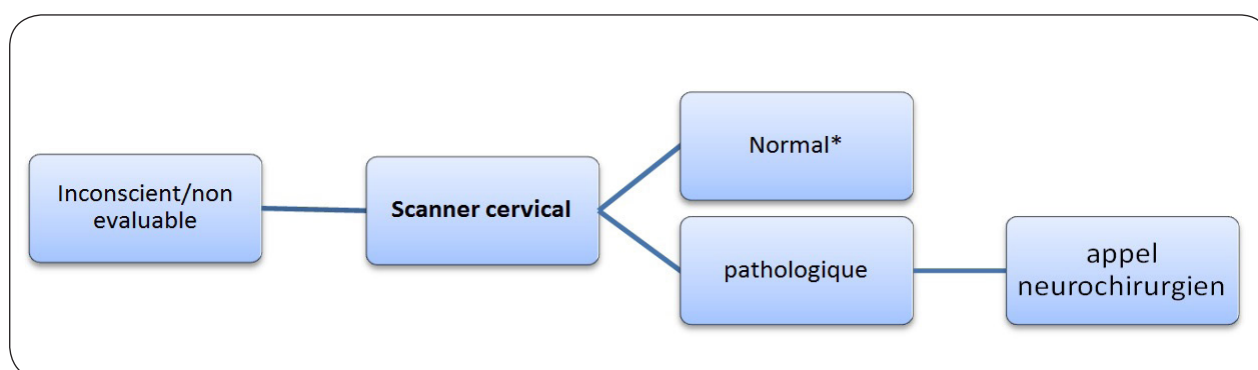 Inconscient/non
evaluable
Scanner cervical
Normal*
pathologique
appel
neurochirurgien